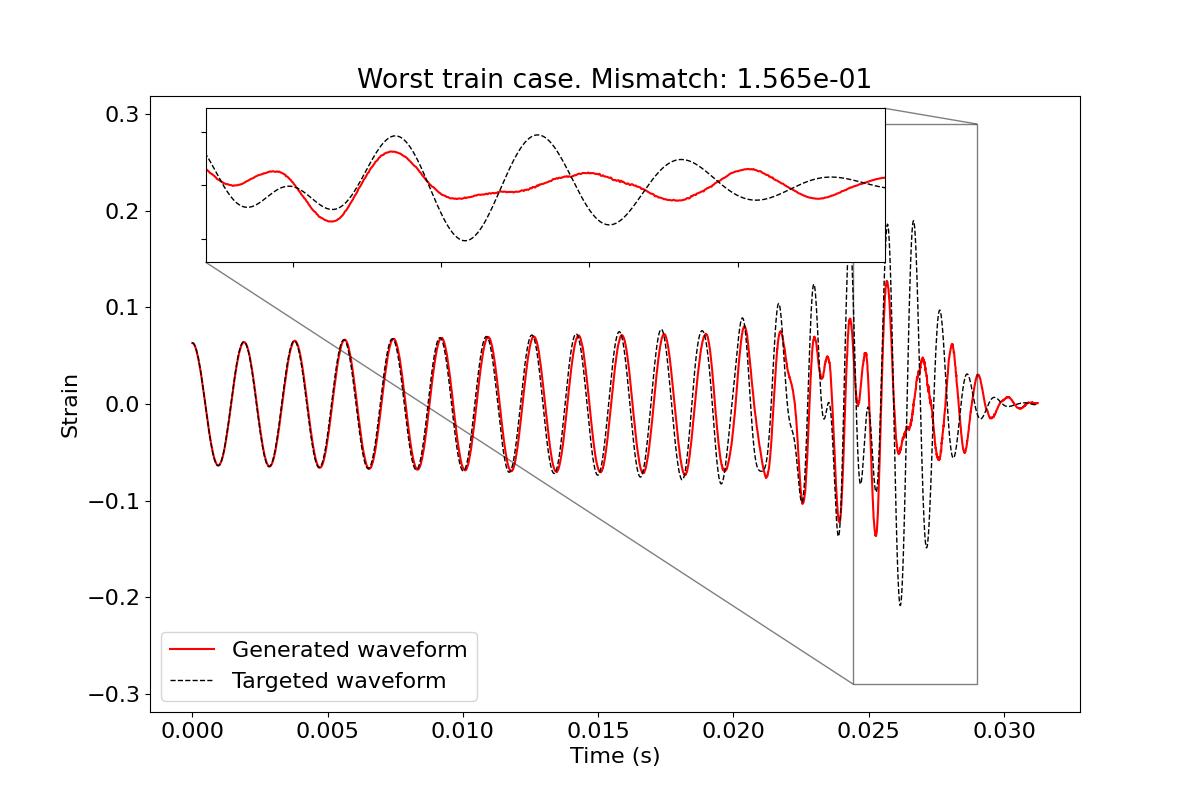 Worst train case. Mismatch: 1.565e-01
0.3
0.2
0.1
0.0
−0.1
−0.2
−0.3
Strain
Generated waveform
Targeted waveform
0.000 0.005 0.010 0.015 0.020 0.025 0.030
Time (s)